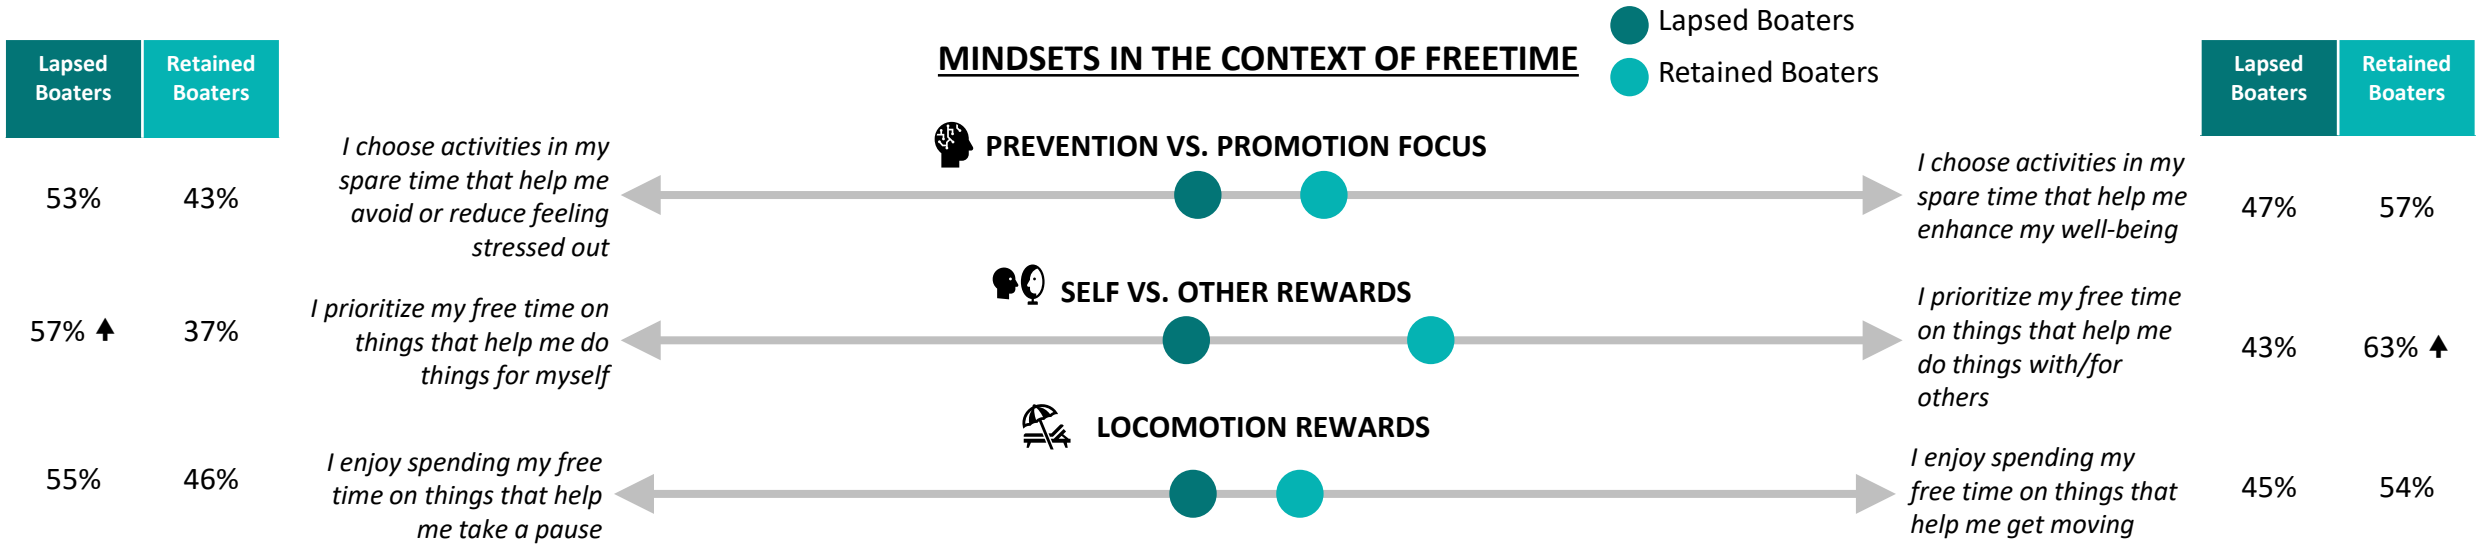 Lapsed Boaters
Retained Boaters
MINDSETS IN THE CONTEXT OF FREETIME
Lapsed
Boaters
Retained
Boaters
Lapsed
Boaters
Retained
Boaters
PREVENTION VS. PROMOTION FOCUS
53%
43%
I choose activities in my
spare time that help me
avoid or reduce feeling
stressed out
I choose activities in my
spare time that help me
enhance my well-being
47%
57%
SELF VS. OTHER REWARDS
57%
37%
I prioritize my free time on
things that help me do
things for myself
I prioritize my free time
on things that help me
do things with/for
others
43%
63%
LOCOMOTION REWARDS
55%
46%
I enjoy spending my free
time on things that help
me take a pause
I enjoy spending my
free time on things that
help me get moving
45%
54%